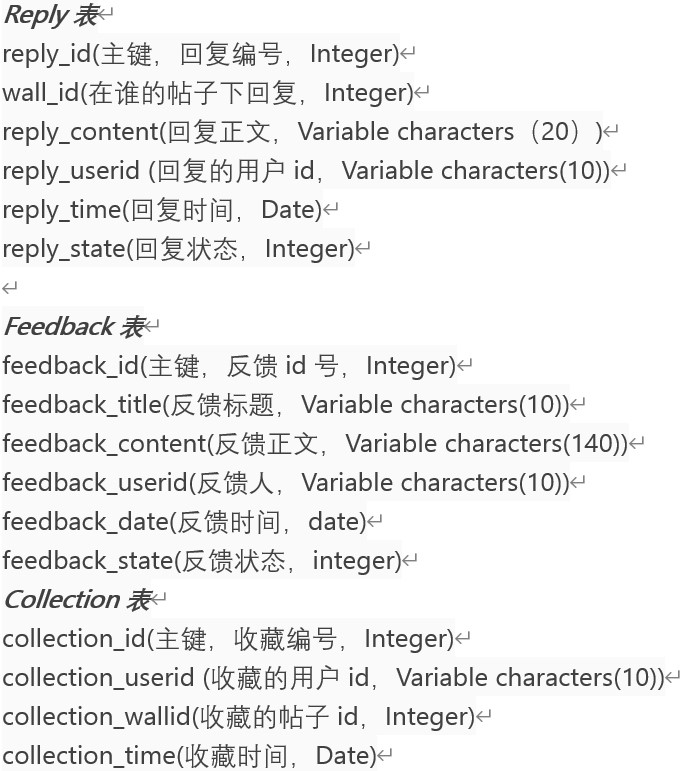 Reply 表
reply_id(主键，回复编号，Integer)
wall_id(在谁的帖子下回复，Integer)
reply_content(回复正文，Variable characters（20）)
reply_userid (回复的用户 id，Variable characters(10))
reply_time(回复时间，Date)
reply_state(回复状态，Integer)
Feedback 表
feedback_id(主键，反馈 id 号，Integer)
feedback_title(反馈标题，Variable characters(10))
feedback_content(反馈正文，Variable characters(140))
feedback_userid(反馈人，Variable characters(10))
feedback_date(反馈时间，date)
feedback_state(反馈状态，integer)
Collection 表
collection_id(主键，收藏编号，Integer)
collection_userid (收藏的用户 id，Variable characters(10))
collection_wallid(收藏的帖子 id，Integer)
collection_time(收藏时间，Date)